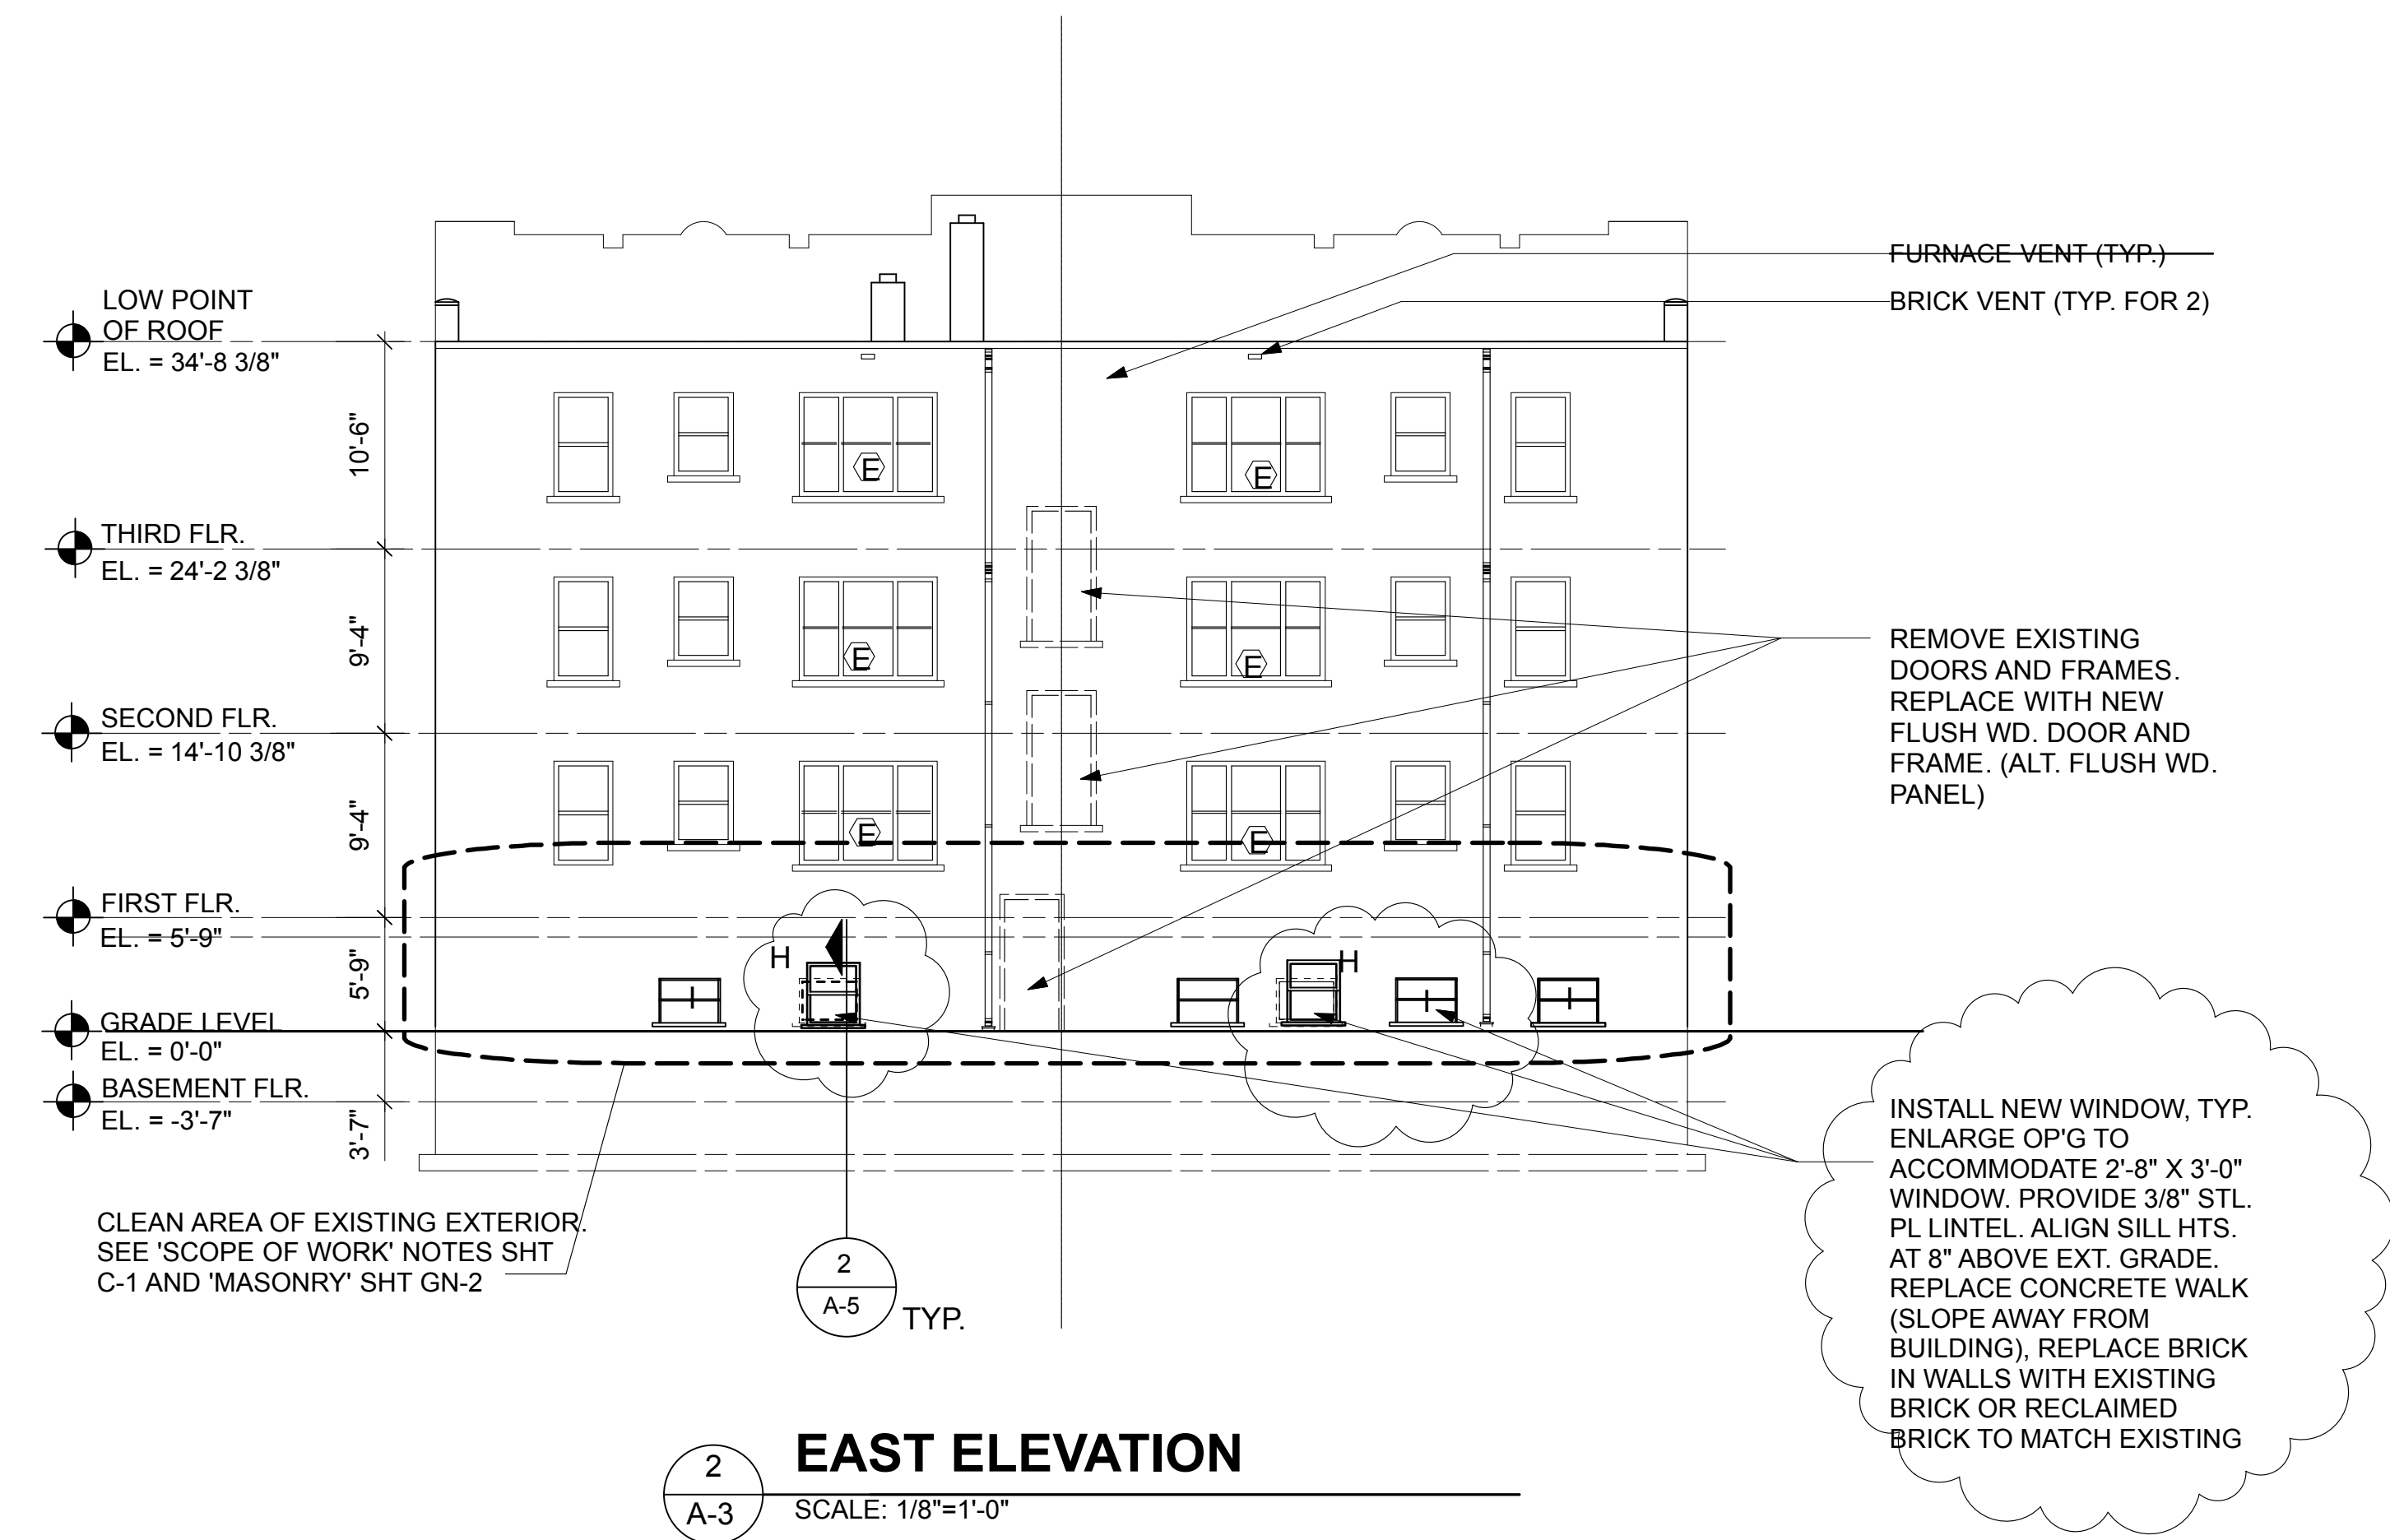 LOW POINT
OF ROOF
EL. = 34'-8 3/8"
10'-6"
THIRD FLR.
EL. = 24'-2 3/8"
9'-4"
SECOND FLR.
EL. = 14'-10 3/8"
9'-4"
FIRST FLR.
EL. = 5'-9"
5'-9"
GRADE LEVEL
EL. = 0'-0"
BASEMENT FLR.
EL. = -3'-7"
3'-7"
E
E
E
E
E
E
H
H
FURNACE VENT (TYP.)
BRICK VENT (TYP. FOR 2)
REMOVE EXISTING
DOORS AND FRAMES.
REPLACE WITH NEW
FLUSH WD. DOOR AND
FRAME. (ALT. FLUSH WD.
PANEL)
INSTALL NEW WINDOW, TYP.
ENLARGE OP'G TO
ACCOMMODATE 2'-8" X 3'-0"
WINDOW. PROVIDE 3/8" STL.
PL LINTEL. ALIGN SILL HTS.
AT 8" ABOVE EXT. GRADE.
REPLACE CONCRETE WALK
(SLOPE AWAY FROM
BUILDING), REPLACE BRICK
IN WALLS WITH EXISTING
BRICK OR RECLAIMED
BRICK TO MATCH EXISTING
CLEAN AREA OF EXISTING EXTERIOR.
SEE 'SCOPE OF WORK' NOTES SHT
C-1 AND 'MASONRY' SHT GN-2
2
A-5
TYP.
2
A-3
EAST ELEVATION
SCALE: 1/8"=1'-0"